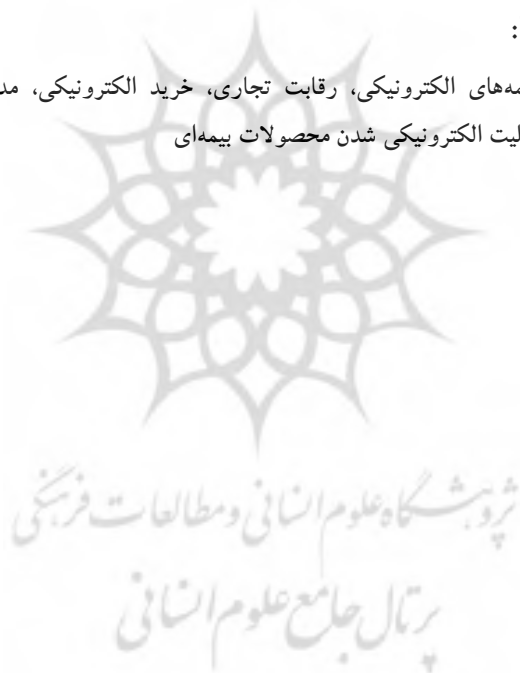 :
مه‌های الکترونیکی، رقابت تجاری، خرید الکترونیکی، مد
لیت الکترونیکی شدن محصولات بیمه‌ای
پژوهشگاه علوم انسانی و مطالعات فرهنگی
پرتال جامع علوم انسانی